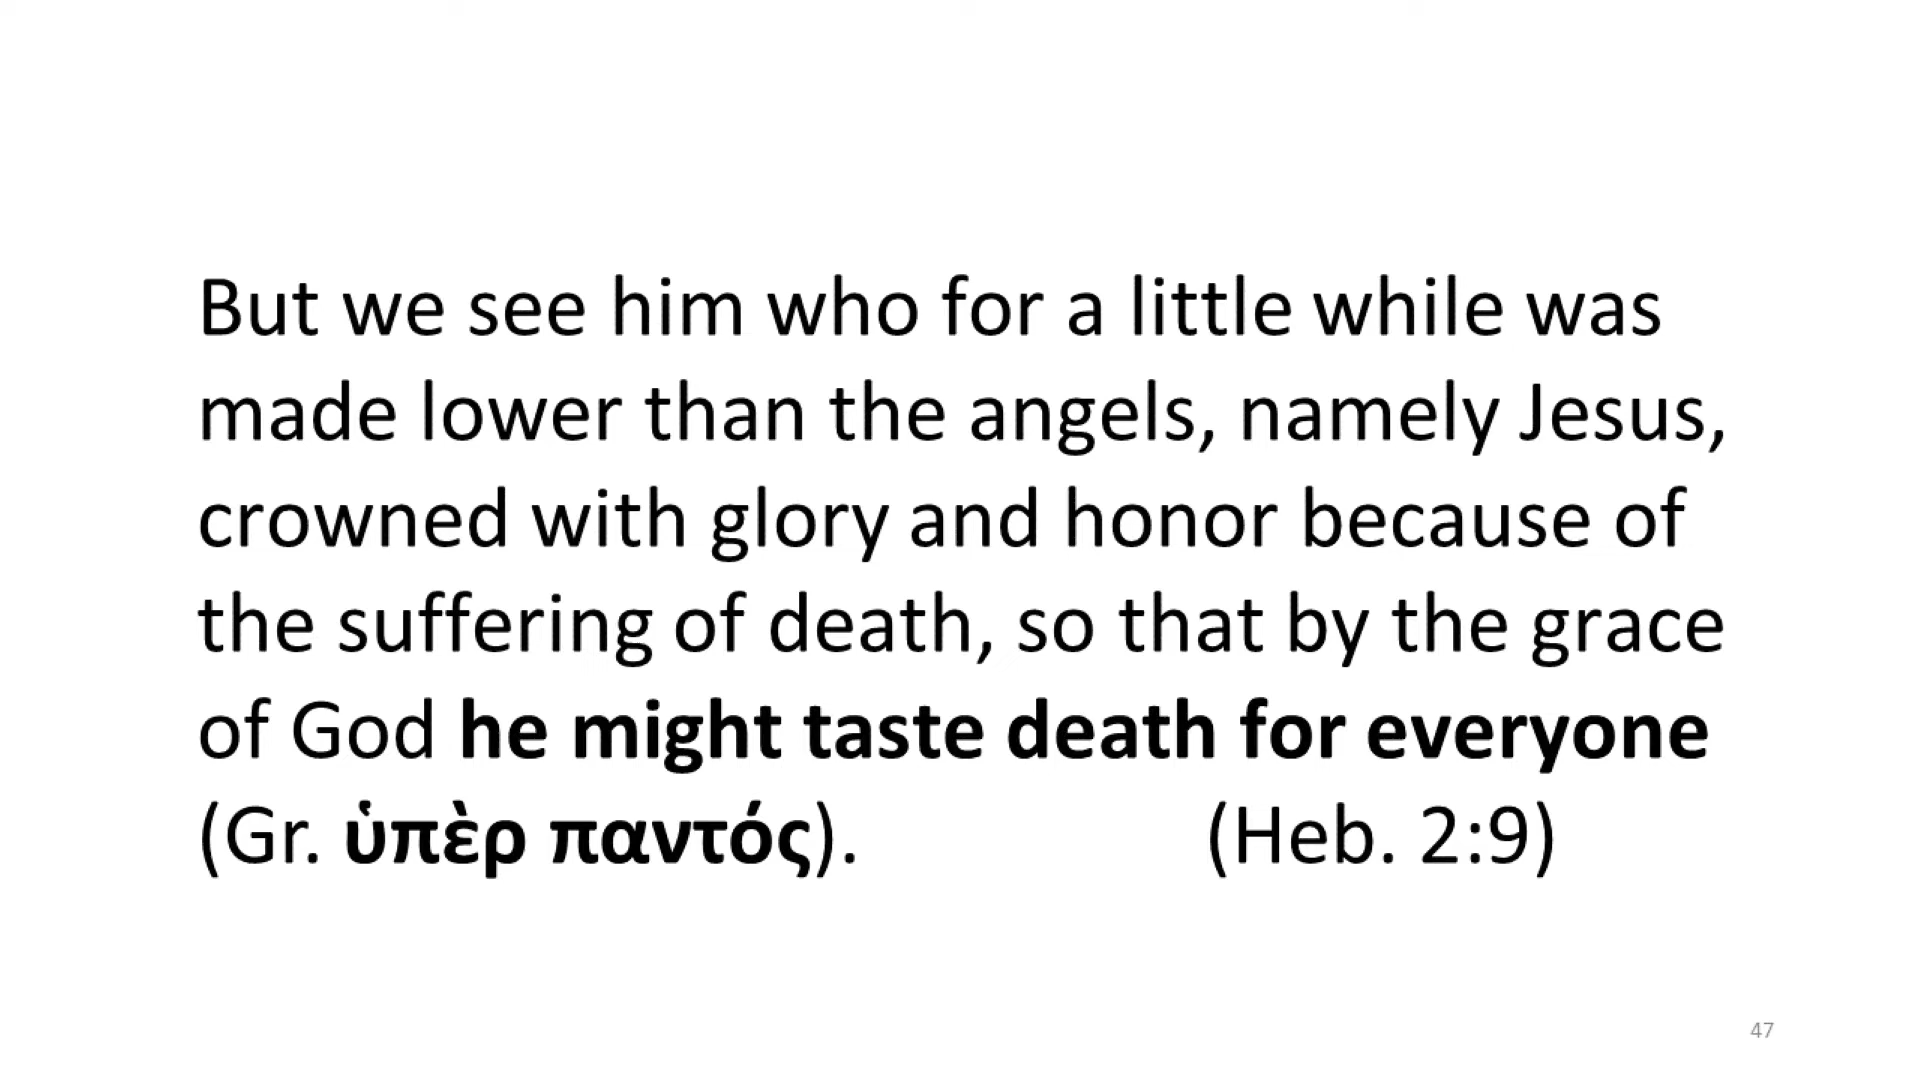 But we see him who for a little while was
made lower than the angels, namely Jesus,
crowned with glory and honor because of
the suffering of death, so that by the grace
of God he might taste death for everyone
(Gr. ὑπὲρ παντός). (Heb. 2:9)
47